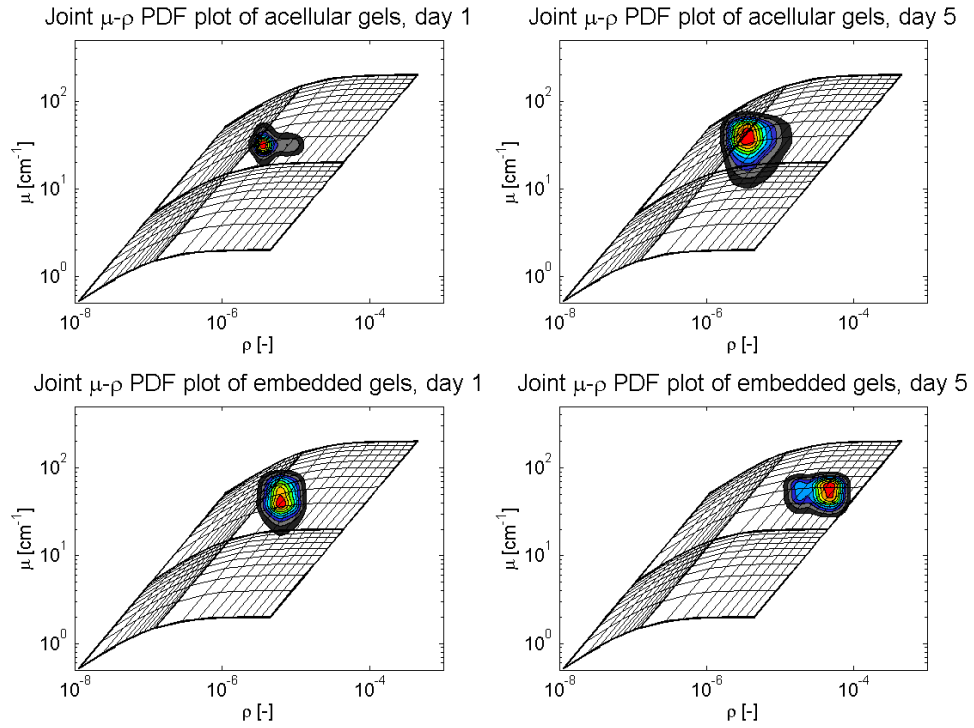 Joint μ-ρ PDF plot of acellular gels, day 1
Joint μ-ρ PDF plot of acellular gels, day 5
μ [cm⁻¹]
10²
10¹
10⁰
10⁻⁸
10⁻⁶
10⁻⁴
ρ [-]
μ [cm⁻¹]
10²
10¹
10⁰
10⁻⁸
10⁻⁶
10⁻⁴
ρ [-]
Joint μ-ρ PDF plot of embedded gels, day 1
Joint μ-ρ PDF plot of embedded gels, day 5
μ [cm⁻¹]
10²
10¹
10⁰
10⁻⁸
10⁻⁶
10⁻⁴
ρ [-]
μ [cm⁻¹]
10²
10¹
10⁰
10⁻⁸
10⁻⁶
10⁻⁴
ρ [-]